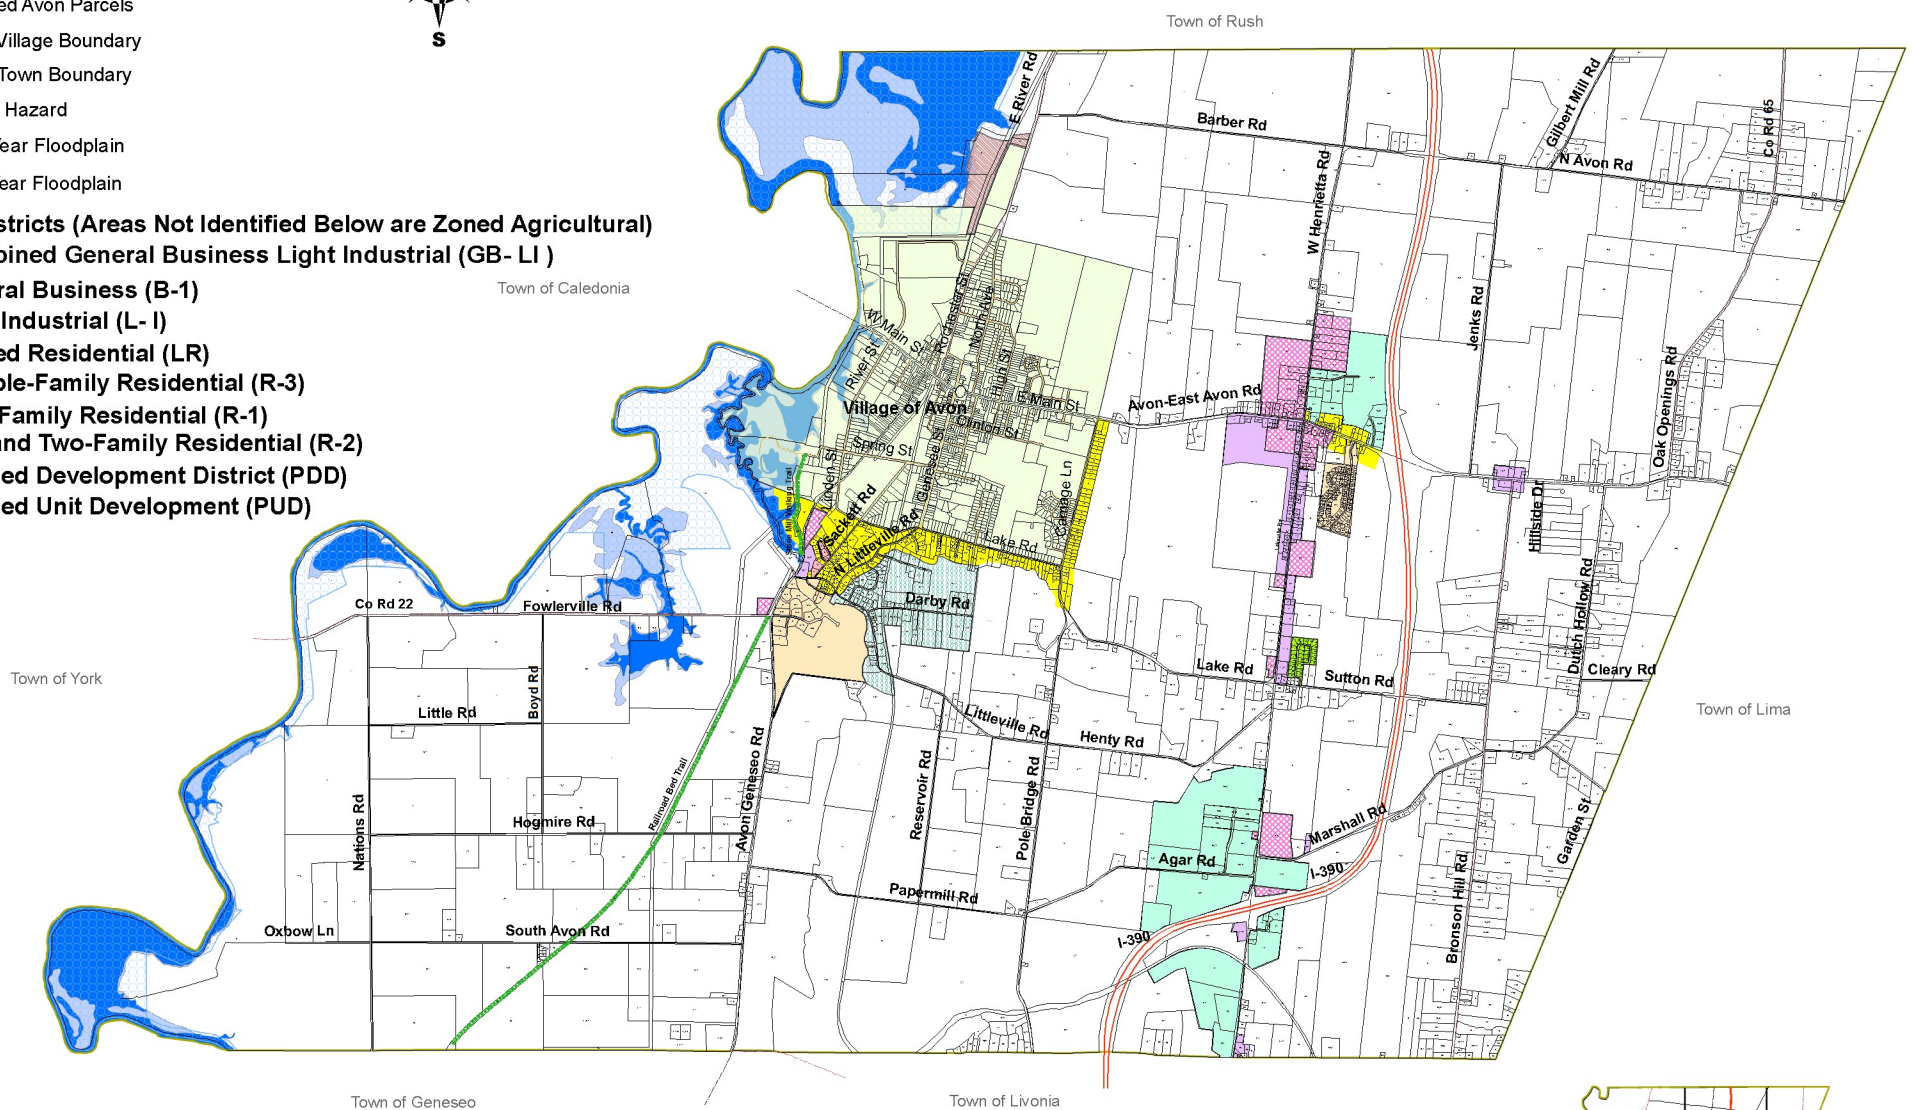 ed Avon Parcels
S
Village Boundary
Town Boundary
Hazard
Year Floodplain
Year Floodplain
stricts (Areas Not Identified Below are Zoned Agricultural)
bined General Business Light Industrial (GB- LI )
ral Business (B-1)
Industrial (L- I)
ed Residential (LR)
ple-Family Residential (R-3)
Family Residential (R-1)
and Two-Family Residential (R-2)
ed Development District (PDD)
ed Unit Development (PUD)
Town of Rush
Town of Caledonia
Town of York
Town of Lima
Town of Geneseo
Town of Livonia
E River Rd
Barber Rd
Gilbert Mill Rd
Co Rd 65
N Avon Rd
W Henrietta Rd
Jenks Rd
Oak Openings Rd
Rochester St
North Ave
W Main St
River St
High St
E Main St
Village of Avon
Clinton St
Avon-East Avon Rd
Spring St
Genesee St
Linden St
Carriage Ln
Sackett Rd
N Littleville Rd
Lake Rd
Darby Rd
Hillside Dr
Dutch Hollow Rd
Cleary Rd
Co Rd 22
Fowlerville Rd
Lake Rd
Sutton Rd
Boyd Rd
Little Rd
Littleville Rd
Henty Rd
Railroad Bed Trail
Avon Geneseo Rd
Reservoir Rd
Pole Bridge Rd
Nations Rd
Hogmire Rd
Marshall Rd
Garden St
Agar Rd
I-390
Papermill Rd
Bronson Hill Rd
Oxbow Ln
South Avon Rd
I-390